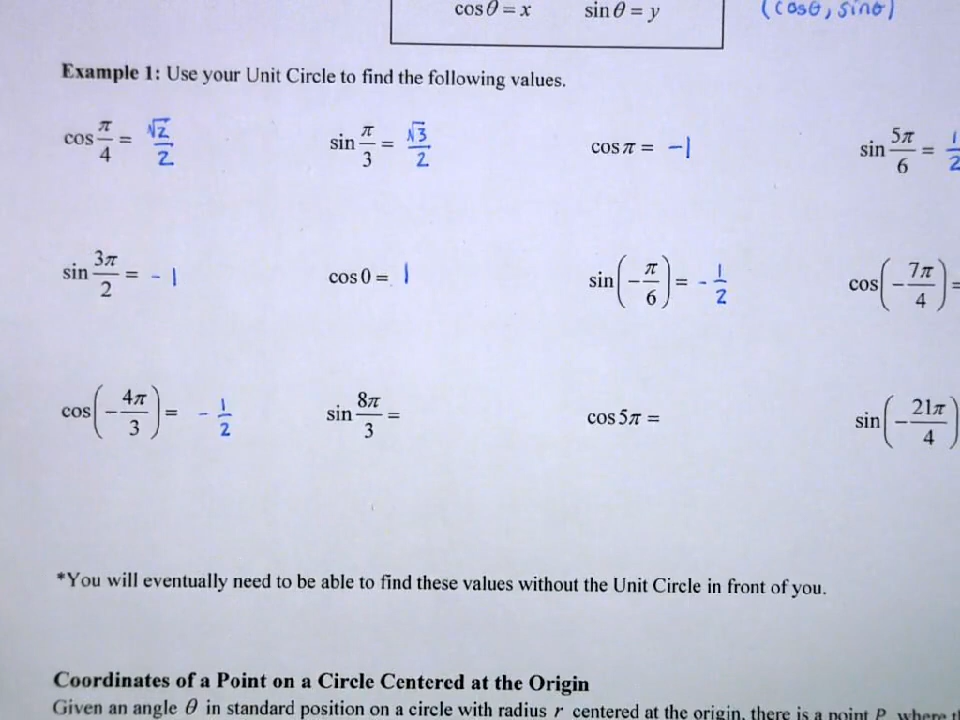 cos θ = x sin θ = y (cosθ, sinθ)
Example 1: Use your Unit Circle to find the following values.
cos π/4 = √2/2 sin π/3 = √3/2 cos π = -1 sin 5π/6 = 1/2
sin 3π/2 = -1 cos 0 = 1 sin(-π/6) = -1/2 cos(-7π/4) =
cos(-4π/3) = -1/2 sin 8π/3 = cos 5π = sin(-21π/4)
*You will eventually need to be able to find these values without the Unit Circle in front of you.
Coordinates of a Point on a Circle Centered at the Origin
Given an angle θ in standard position on a circle with radius r centered at the origin, there is a point P where